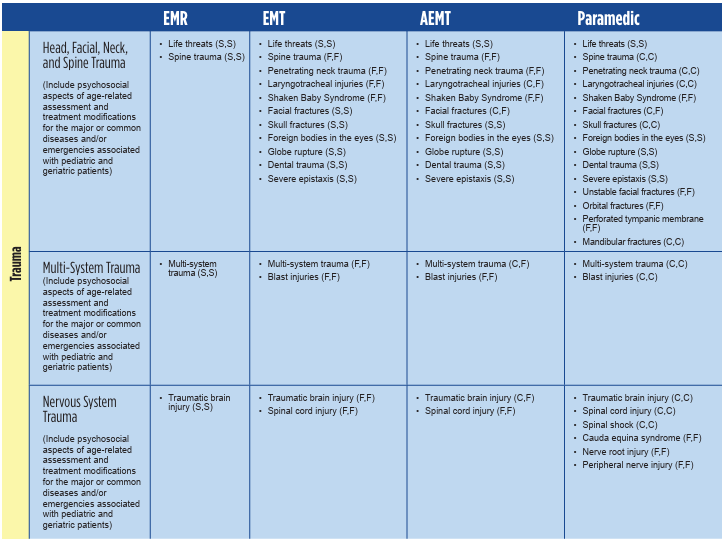 EMR EMT AEMT Paramedic
Trauma
Head, Facial, Neck,
and Spine Trauma
(Include psychosocial
aspects of age-related
assessment and
treatment modifications
for the major or common
diseases and/or
emergencies associated
with pediatric and
geriatric patients)
• Life threats (S,S)
• Spine trauma (S,S)
• Life threats (S,S)
• Spine trauma (F,F)
• Penetrating neck trauma (F,F)
• Laryngotracheal injuries (F,F)
• Shaken Baby Syndrome (F,F)
• Facial fractures (S,S)
• Skull fractures (S,S)
• Foreign bodies in the eyes (S,S)
• Globe rupture (S,S)
• Dental trauma (S,S)
• Severe epistaxis (S,S)
• Life threats (S,S)
• Spine trauma (F,F)
• Penetrating neck trauma (F,F)
• Laryngotracheal injuries (C,F)
• Shaken Baby Syndrome (F,F)
• Facial fractures (C,F)
• Skull fractures (S,S)
• Foreign bodies in the eyes (S,S)
• Globe rupture (S,S)
• Dental trauma (S,S)
• Severe epistaxis (S,S)
• Life threats (S,S)
• Spine trauma (C,C)
• Penetrating neck trauma (C,C)
• Laryngotracheal injuries (C,C)
• Shaken Baby Syndrome (F,F)
• Facial fractures (C,F)
• Skull fractures (C,C)
• Foreign bodies in the eyes (S,S)
• Globe rupture (S,S)
• Dental trauma (S,S)
• Severe epistaxis (S,S)
• Unstable facial fractures (F,F)
• Orbital fractures (F,F)
• Perforated tympanic membrane
(F,F)
• Mandibular fractures (C,C)
Multi-System Trauma
(Include psychosocial
aspects of age-related
assessment and
treatment modifications
for the major or common
diseases and/or
emergencies associated
with pediatric and
geriatric patients)
• Multi-system
trauma (S,S)
• Multi-system trauma (F,F)
• Blast injuries (F,F)
• Multi-system trauma (C,F)
• Blast injuries (F,F)
• Multi-system trauma (C,C)
• Blast injuries (C,C)
Nervous System
Trauma
(Include psychosocial
aspects of age-related
assessment and
treatment modifications
for the major or common
diseases and/or
emergencies associated
with pediatric and
geriatric patients)
• Traumatic brain
injury (S,S)
• Traumatic brain injury (F,F)
• Spinal cord injury (F,F)
• Traumatic brain injury (C,F)
• Spinal cord injury (F,F)
• Traumatic brain injury (C,C)
• Spinal cord injury (C,C)
• Spinal shock (C,C)
• Cauda equina syndrome (F,F)
• Nerve root injury (F,F)
• Peripheral nerve injury (F,F)